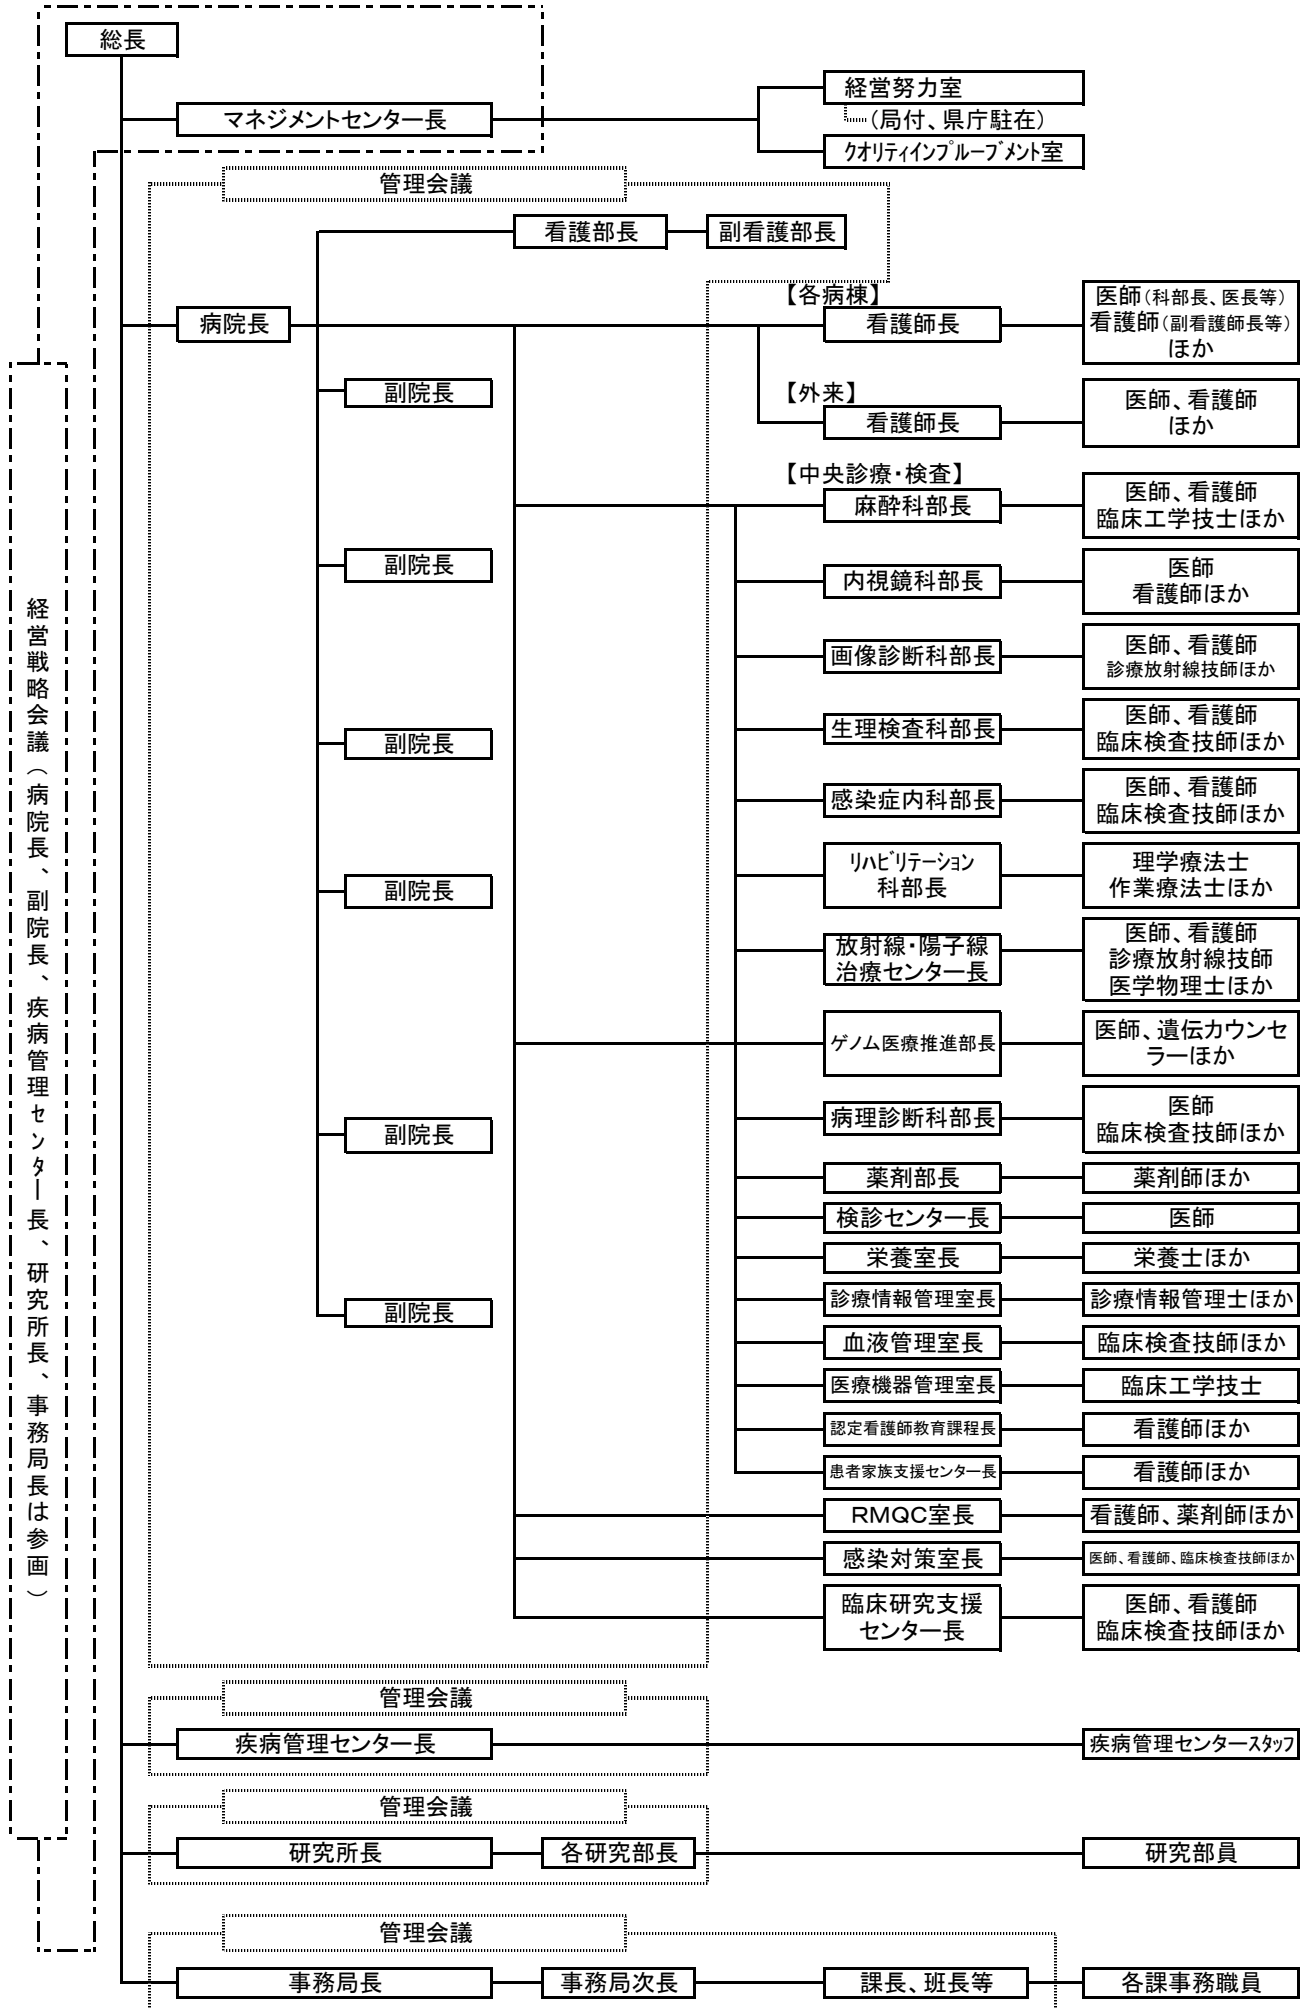 総長
マネジメントセンター長
経営努力室
(局付、県庁駐在)
クオリティインプルーブメント室
管理会議
看護部長
副看護部長
病院長
【各病棟】
看護師長
医師(科部長、医長等)
看護師(副看護師長等)
ほか
副院長
【外来】
看護師長
医師、看護師
ほか
【中央診療・検査】
麻酔科部長
医師、看護師
臨床工学技士ほか
副院長
内視鏡科部長
医師
看護師ほか
画像診断科部長
医師、看護師
診療放射線技師ほか
副院長
生理検査科部長
医師、看護師
臨床検査技師ほか
感染症内科部長
医師、看護師
臨床検査技師ほか
副院長
リハビリテーション
科部長
理学療法士
作業療法士ほか
放射線・陽子線
治療センター長
医師、看護師
診療放射線技師
医学物理士ほか
ゲノム医療推進部長
医師、遺伝カウンセ
ラーほか
副院長
病理診断科部長
医師
臨床検査技師ほか
薬剤部長
薬剤師ほか
検診センター長
医師
栄養室長
栄養士ほか
副院長
診療情報管理室長
診療情報管理士ほか
血液管理室長
臨床検査技師ほか
医療機器管理室長
臨床工学技士
認定看護師教育課程長
看護師ほか
患者家族支援センター長
看護師ほか
RMQC室長
看護師、薬剤師ほか
感染対策室長
医師、看護師、臨床検査技師ほか
臨床研究支援
センター長
医師、看護師
臨床検査技師ほか
経営戦略会議(病院長、副院長、疾病管理センター長、研究所長、事務局長は参画)
管理会議
疾病管理センター長
疾病管理センタースタッフ
管理会議
研究所長
各研究部長
研究部員
管理会議
事務局長
事務局次長
課長、班長等
各課事務職員